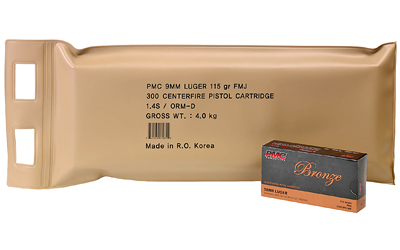 PMC 9MM LUGER 115 gr FMJ
300 CENTERFIRE PISTOL CARTRIDGE
1.4S / ORM-D
GROSS WT. : 4.0 kg
Made in R.O. Korea
PMC
Bronze
9MM LUGER